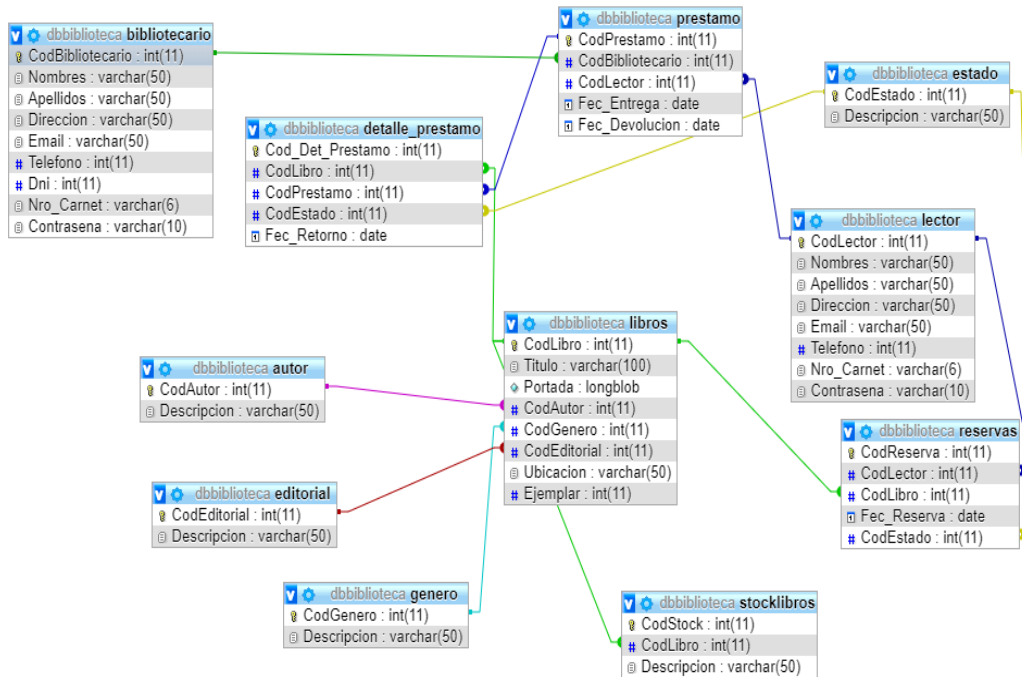 dbbiblioteca bibliotecario
CodBibliotecario : int(11)
Nombres : varchar(50)
Apellidos : varchar(50)
Direccion : varchar(50)
Email : varchar(50)
# Telefono : int(11)
# Dni : int(11)
Nro_Carnet : varchar(6)
Contrasena : varchar(10)
dbbiblioteca prestamo
CodPrestamo : int(11)
# CodBibliotecario : int(11)
# CodLector : int(11)
Fec_Entrega : date
Fec_Devolucion : date
dbbiblioteca estado
CodEstado : int(11)
Descripcion : varchar(50)
dbbiblioteca detalle_prestamo
Cod_Det_Prestamo : int(11)
# CodLibro : int(11)
# CodPrestamo : int(11)
# CodEstado : int(11)
Fec_Retorno : date
dbbiblioteca lector
CodLector : int(11)
Nombres : varchar(50)
Apellidos : varchar(50)
Direccion : varchar(50)
Email : varchar(50)
# Telefono : int(11)
Nro_Carnet : varchar(6)
Contrasena : varchar(10)
dbbiblioteca libros
CodLibro : int(11)
Titulo : varchar(100)
Portada : longblob
# CodAutor : int(11)
# CodGenero : int(11)
# CodEditorial : int(11)
Ubicacion : varchar(50)
# Ejemplar : int(11)
dbbiblioteca autor
CodAutor : int(11)
Descripcion : varchar(50)
dbbiblioteca reservas
CodReserva : int(11)
# CodLector : int(11)
# CodLibro : int(11)
Fec_Reserva : date
# CodEstado : int(11)
dbbiblioteca editorial
CodEditorial : int(11)
Descripcion : varchar(50)
dbbiblioteca genero
CodGenero : int(11)
Descripcion : varchar(50)
dbbiblioteca stocklibros
CodStock : int(11)
# CodLibro : int(11)
Descripcion : varchar(50)